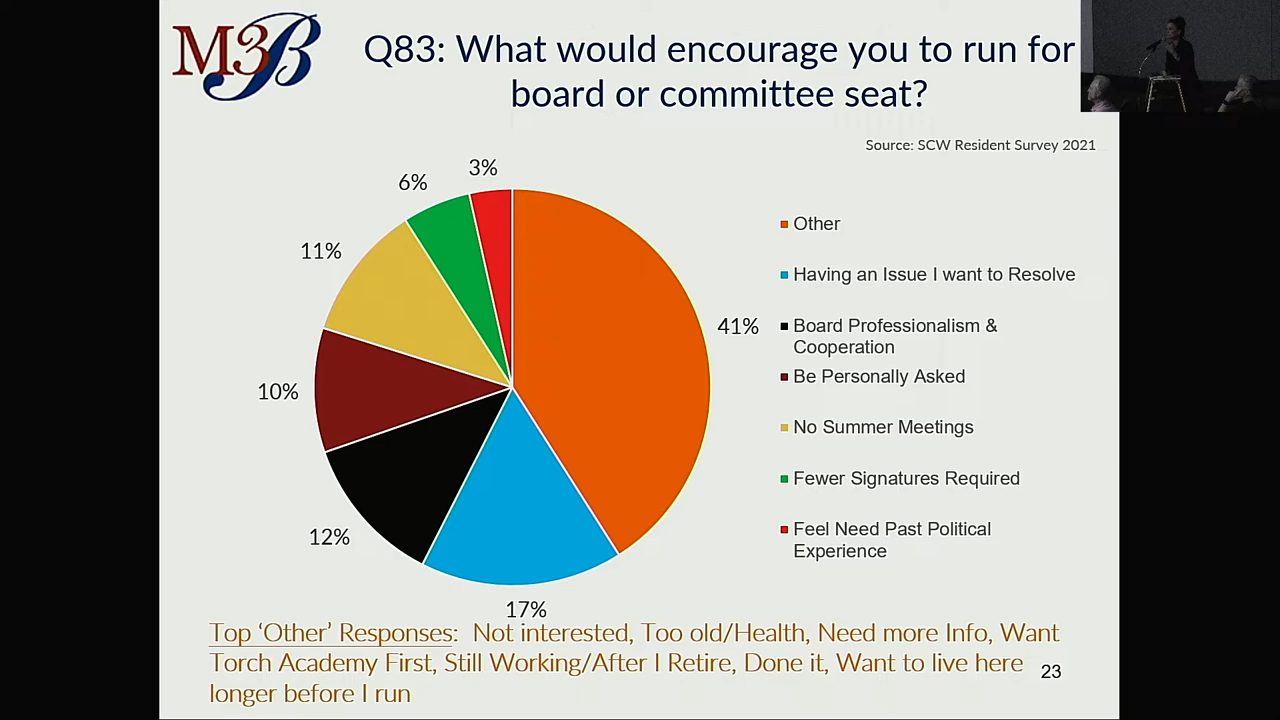 M3B
Q83: What would encourage you to run for
board or committee seat?
Source: SCW Resident Survey 2021
3%
6%
11%
10%
12%
17%
41%
Other
Having an Issue I want to Resolve
Board Professionalism &
Cooperation
Be Personally Asked
No Summer Meetings
Fewer Signatures Required
Feel Need Past Political
Experience
Top ‘Other’ Responses: Not interested, Too old/Health, Need more Info, Want
Torch Academy First, Still Working/After I Retire, Done it, Want to live here
longer before I run
23